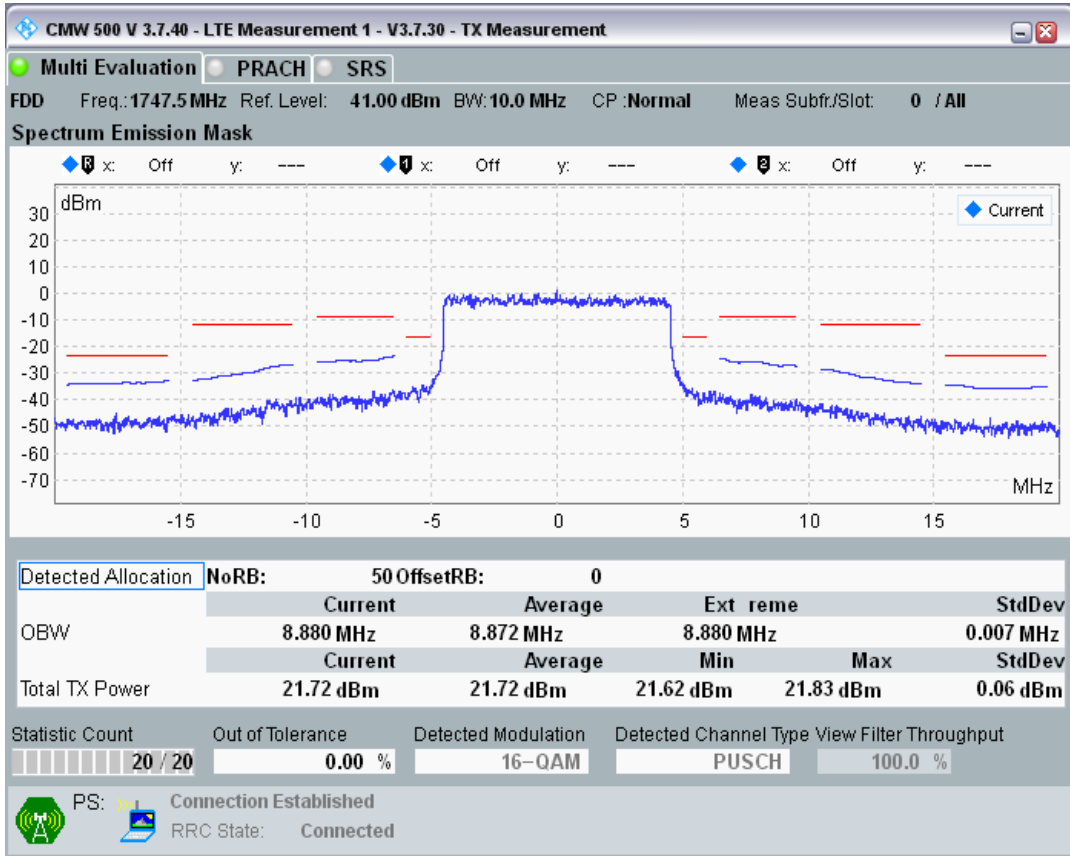 CMW 500 V 3.7.40 - LTE Measurement 1 - V3.7.30 - TX Measurement
Multi Evaluation PRACH SRS
FDD Freq.:1747.5 MHz Ref. Level: 41.00 dBm BW: 10.0 MHz CP :Normal Meas Subfr./Slot: 0 / All
Spectrum Emission Mask
R x: Off y: --- 1 x: Off y: --- 2 x: Off y: ---
dBm
Current
30
20
10
0
-10
-20
-30
-40
-50
-60
-70
MHz
-15 -10 -5 0 5 10 15
Detected Allocation NoRB: 50 OffsetRB: 0
Current Average Ext reme StdDev
OBW 8.880 MHz 8.872 MHz 8.880 MHz 0.007 MHz
Current Average Min Max StdDev
Total TX Power 21.72 dBm 21.72 dBm 21.62 dBm 21.83 dBm 0.06 dBm
Statistic Count Out of Tolerance Detected Modulation Detected Channel Type View Filter Throughput
20 / 20 0.00 % 16-QAM PUSCH 100.0 %
PS: Connection Established
RRC State: Connected